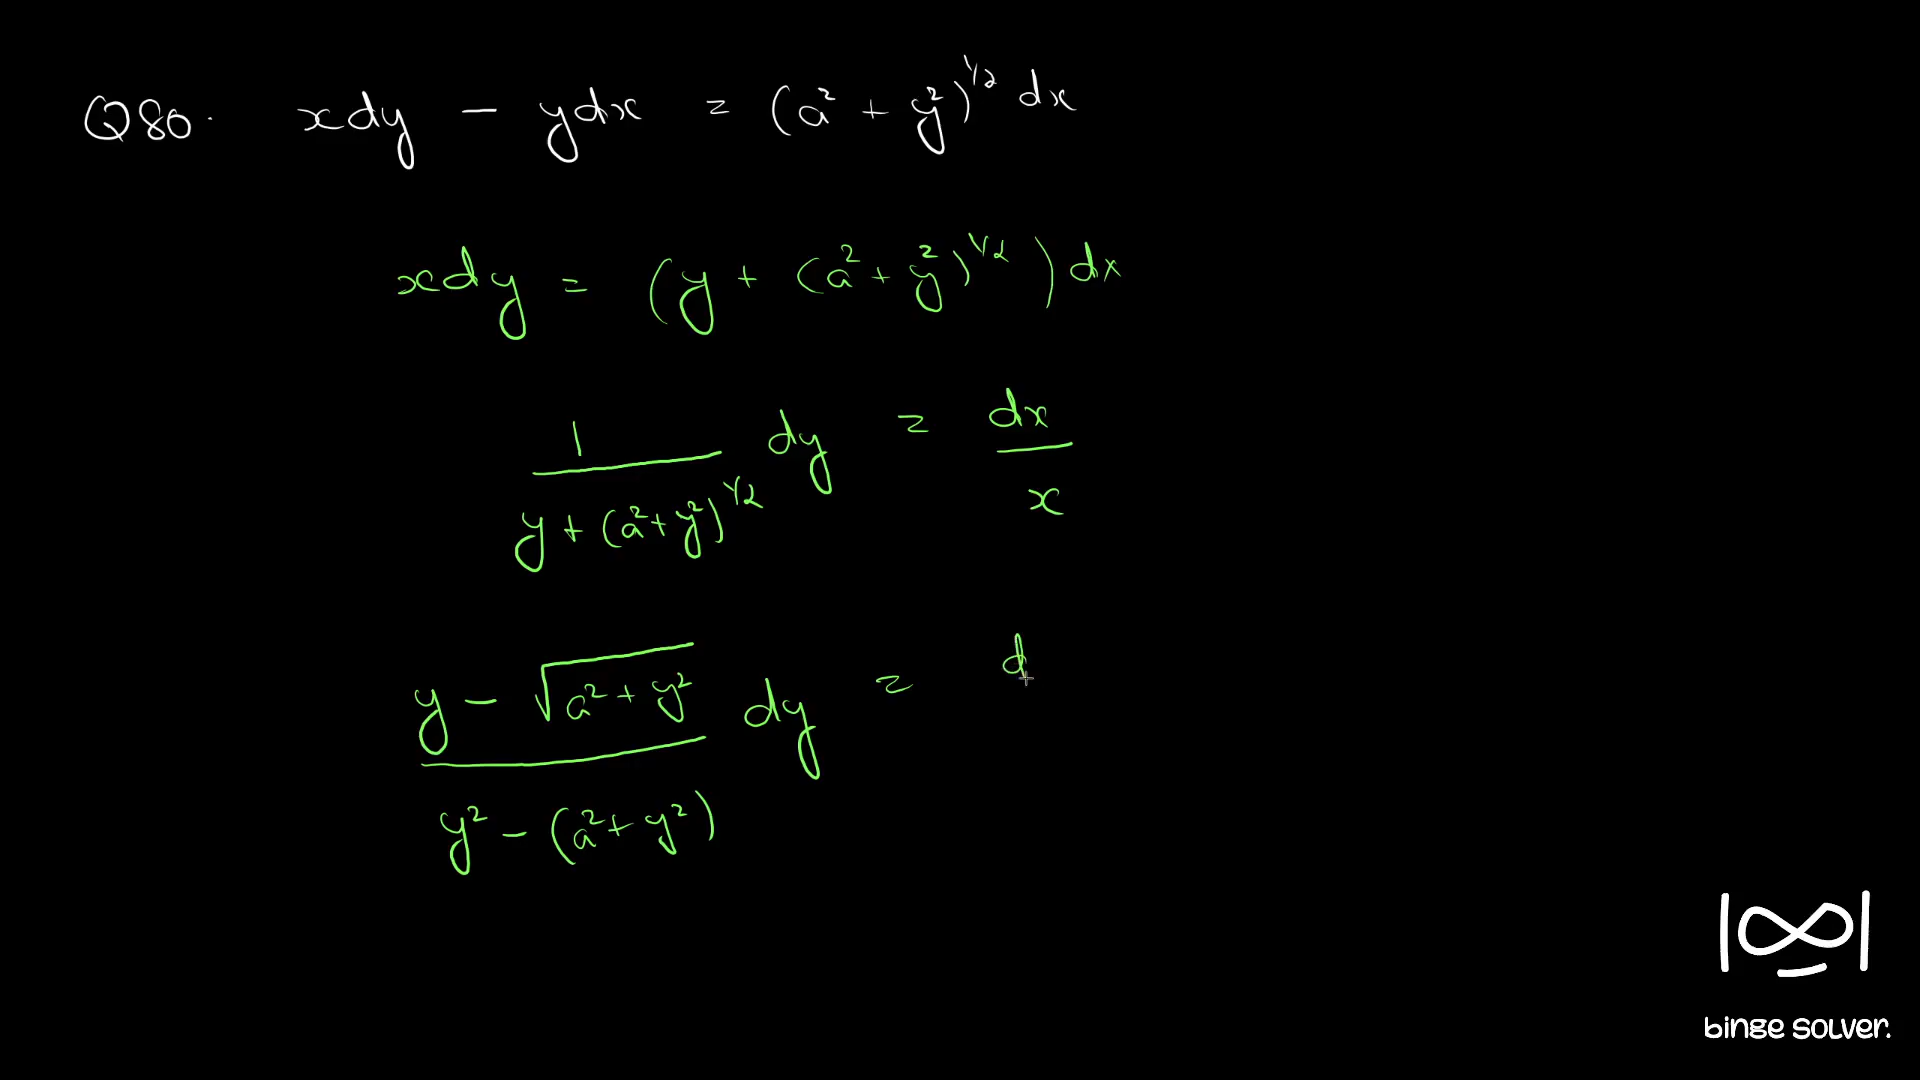 Q80. xdy - ydx = (a² + y²)^1/2 dx
xdy = (y + (a² + y²)^1/2) dx
1/(y + (a² + y²)^1/2) dy = dx/x
(y - √(a² + y²))/(y² - (a² + y²)) dy = d
binge solver.